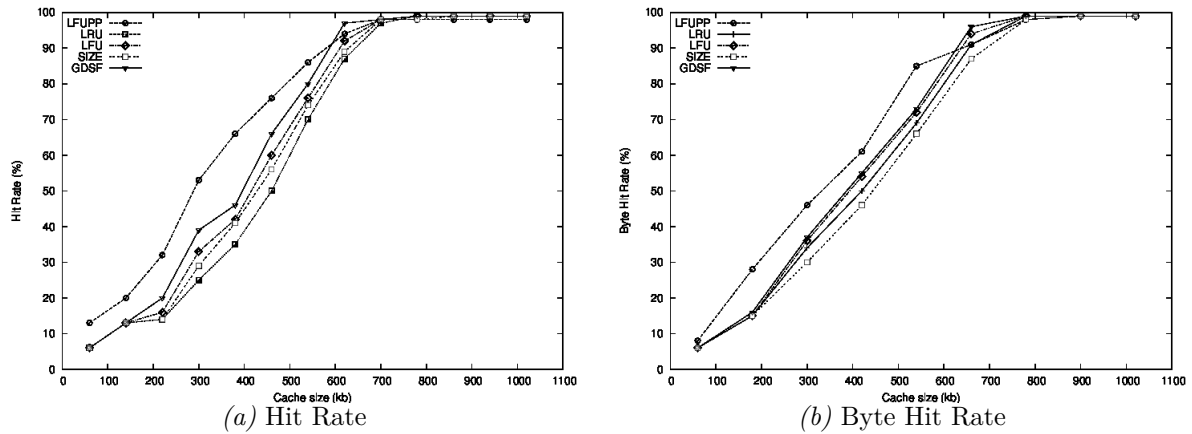 100
90
80
70
60
50
40
30
20
10
0
Hit Rate (%)
LFUPP
LRU
LFU
SIZE
GDSF
0 100 200 300 400 500 600 700 800 900 1000 1100
Cache size (kb)
(a) Hit Rate
100
90
80
70
60
50
40
30
20
10
0
Byte Hit Rate (%)
LFUPP
LRU
LFU
SIZE
GDSF
0 100 200 300 400 500 600 700 800 900 1000 1100
Cache size (kb)
(b) Byte Hit Rate